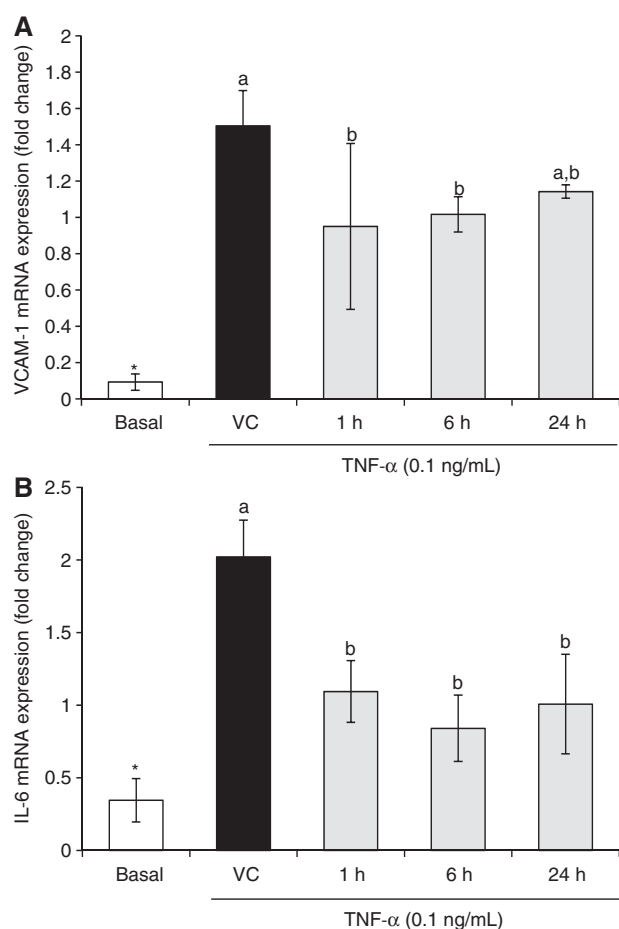 A
VCAM-1 mRNA expression (fold change)
2
1.8
1.6
1.4
1.2
1
0.8
0.6
0.4
0.2
0
*
a
b
b
a,b
Basal VC 1 h 6 h 24 h
TNF-α (0.1 ng/mL)
B
IL-6 mRNA expression (fold change)
2.5
2
1.5
1
0.5
0
*
a
b
b
b
Basal VC 1 h 6 h 24 h
TNF-α (0.1 ng/mL)